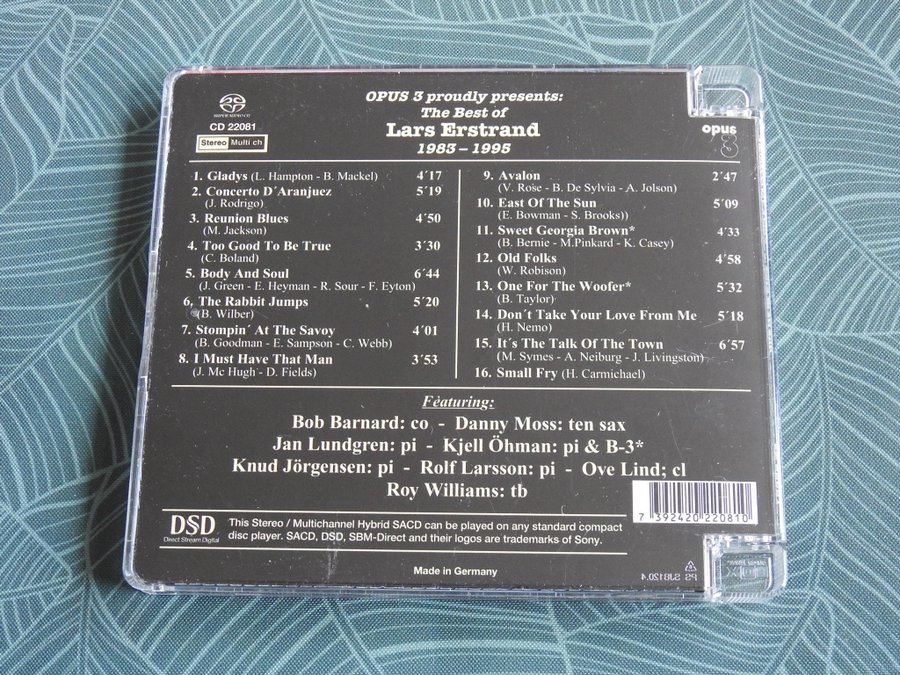 OPUS 3 proudly presents:
The Best of
Lars Erstrand
1983 – 1995
SUPER AUDIO CD
CD 22081
Stereo Multi ch
opus
3
1. Gladys (L. Hampton - B. Mackel) 4´17
2. Concerto D´Aranjuez 5´19
(J. Rodrigo)
3. Reunion Blues 4´50
(M. Jackson)
4. Too Good To Be True 3´30
(C. Boland)
5. Body And Soul 6´44
(J. Green - E. Heyman - R. Sour - F. Eyton)
6. The Rabbit Jumps 5´20
(B. Wilber)
7. Stompin´ At The Savoy 4´01
(B. Goodman - E. Sampson - C. Webb)
8. I Must Have That Man 3´53
(J. Mc Hugh - D. Fields)
9. Avalon 2´47
(V. Rose - B. De Sylvia - A. Jolson)
10. East Of The Sun 5´09
(E. Bowman - S. Brooks))
11. Sweet Georgia Brown* 4´33
(B. Bernie - M.Pinkard - K. Casey)
12. Old Folks 4´58
(W. Robison)
13. One For The Woofer* 5´32
(B. Taylor)
14. Don´t Take Your Love From Me 5´18
(H. Nemo)
15. It´s The Talk Of The Town 6´57
(M. Symes - A. Neiburg - J. Livingston)
16. Small Fry (H. Carmichael)
Featuring:
Bob Barnard: co - Danny Moss: ten sax
Jan Lundgren: pi - Kjell Öhman: pi & B-3*
Knud Jörgensen: pi - Rolf Larsson: pi - Ove Lind; cl
Roy Williams: tb
7 392420 220810
DSD
Direct Stream Digital
This Stereo / Multichannel Hybrid SACD can be played on any standard compact
disc player. SACD, DSD, SBM-Direct and their logos are trademarks of Sony.
Made in Germany
PS SJB120.4